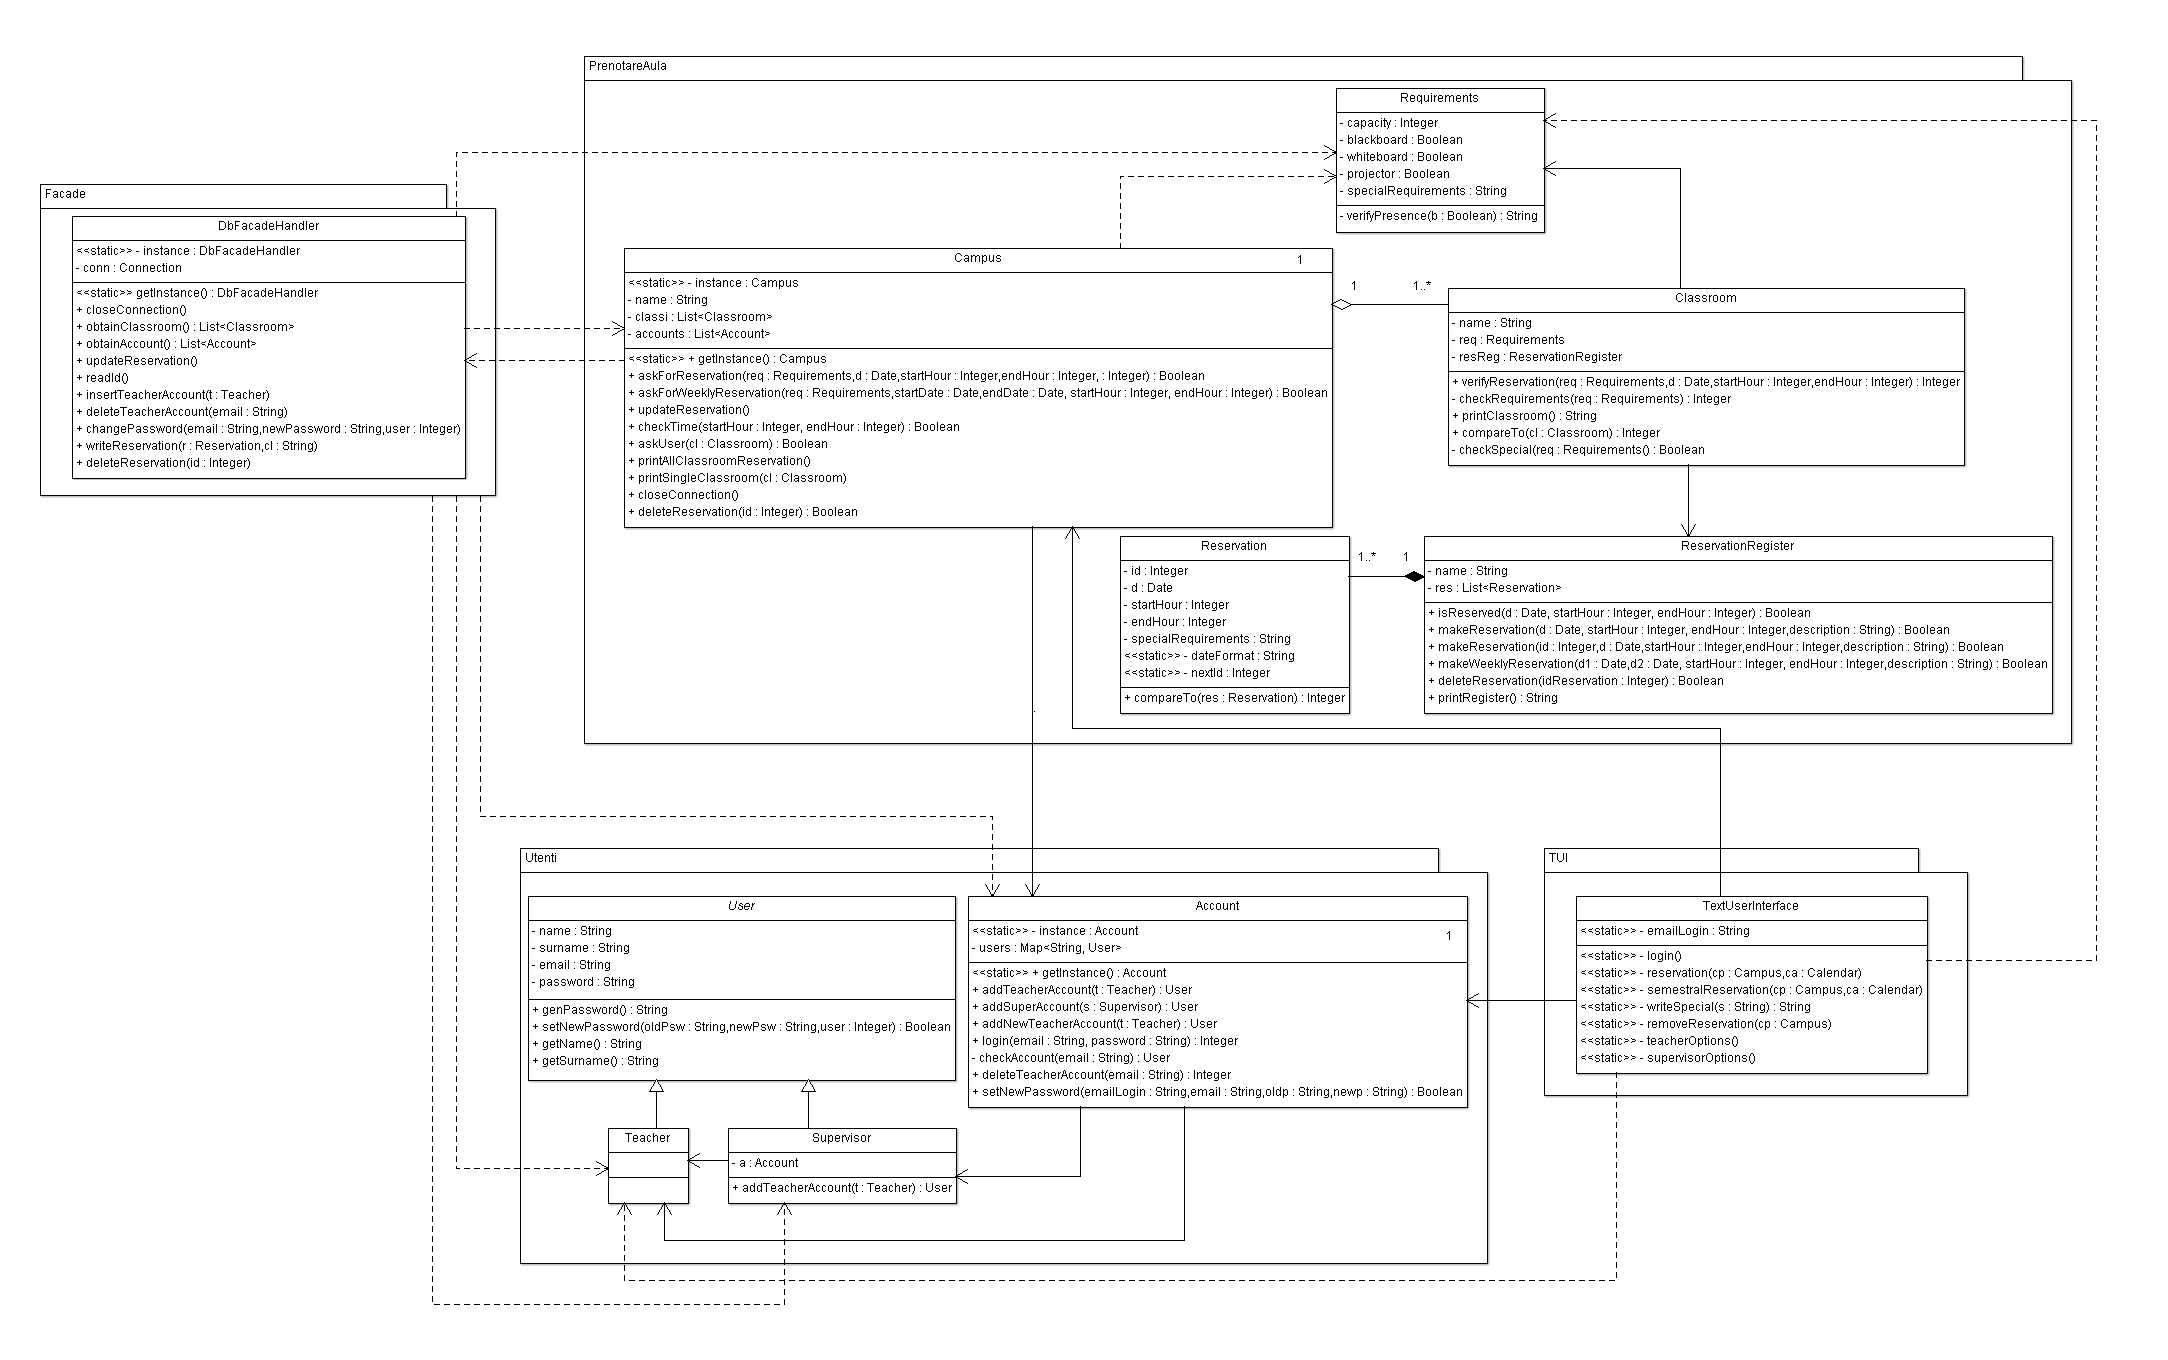 PrenotareAula
Requirements
- capacity : Integer
- blackboard : Boolean
- whiteboard : Boolean
- projector : Boolean
- specialRequirements : String
- verifyPresence(b : Boolean) : String
Facade
DbFacadeHandler
<<static>> - instance : DbFacadeHandler
- conn : Connection
<<static>> getInstance() : DbFacadeHandler
+ closeConnection()
+ obtainClassroom() : List<Classroom>
+ obtainAccount() : List<Account>
+ updateReservation()
+ readId()
+ insertTeacherAccount(t : Teacher)
+ deleteTeacherAccount(email : String)
+ changePassword(email : String,newPassword : String,user : Integer)
+ writeReservation(r : Reservation,cl : String)
+ deleteReservation(id : Integer)
Campus
1
<<static>> - instance : Campus
- name : String
- classi : List<Classroom>
- accounts : List<Account>
<<static>> + getInstance() : Campus
+ askForReservation(req : Requirements,d : Date,startHour : Integer,endHour : Integer, : Integer) : Boolean
+ askForWeeklyReservation(req : Requirements,startDate : Date,endDate : Date, startHour : Integer, endHour : Integer) : Boolean
+ updateReservation()
+ checkTime(startHour : Integer, endHour : Integer) : Boolean
+ askUser(cl : Classroom) : Boolean
+ printAllClassroomReservation()
+ printSingleClassroom(cl : Classroom)
+ closeConnection()
+ deleteReservation(id : Integer) : Boolean
1
1..*
Classroom
- name : String
- req : Requirements
- resReg : ReservationRegister
+ verifyReservation(req : Requirements,d : Date,startHour : Integer,endHour : Integer) : Integer
- checkRequirements(req : Requirements) : Integer
+ printClassroom() : String
+ compareTo(cl : Classroom) : Integer
- checkSpecial(req : Requirements() : Boolean
Reservation
- id : Integer
- d : Date
- startHour : Integer
- endHour : Integer
- specialRequirements : String
<<static>> - dateFormat : String
<<static>> - nextId : Integer
+ compareTo(res : Reservation) : Integer
1..*
1
ReservationRegister
- name : String
- res : List<Reservation>
+ isReserved(d : Date, startHour : Integer, endHour : Integer) : Boolean
+ makeReservation(d : Date, startHour : Integer, endHour : Integer,description : String) : Boolean
+ makeReservation(id : Integer,d : Date,startHour : Integer,endHour : Integer,description : String) : Boolean
+ makeWeeklyReservation(d1 : Date,d2 : Date, startHour : Integer, endHour : Integer,description : String) : Boolean
+ deleteReservation(idReservation : Integer) : Boolean
+ printRegister() : String
Utenti
User
- name : String
- surname : String
- email : String
- password : String
+ genPassword() : String
+ setNewPassword(oldPsw : String,newPsw : String,user : Integer) : Boolean
+ getName() : String
+ getSurname() : String
Account
<<static>> - instance : Account
1
- users : Map<String, User>
<<static>> + getInstance() : Account
+ addTeacherAccount(t : Teacher) : User
+ addSuperAccount(s : Supervisor) : User
+ addNewTeacherAccount(t : Teacher) : User
+ login(email : String, password : String) : Integer
- checkAccount(email : String) : User
+ deleteTeacherAccount(email : String) : Integer
+ setNewPassword(emailLogin : String,email : String,oldp : String,newp : String) : Boolean
Teacher
Supervisor
- a : Account
+ addTeacherAccount(t : Teacher) : User
TUI
TextUserInterface
<<static>> - emailLogin : String
<<static>> - login()
<<static>> - reservation(cp : Campus,ca : Calendar)
<<static>> - semestralReservation(cp : Campus,ca : Calendar)
<<static>> - writeSpecial(s : String) : String
<<static>> - removeReservation(cp : Campus)
<<static>> - teacherOptions()
<<static>> - supervisorOptions()